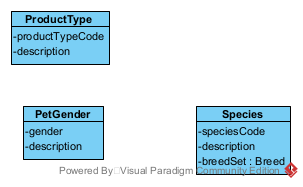 ProductType
-productTypeCode
-description
PetGender
-gender
-description
Species
-speciesCode
-description
-breedSet : Breed
Powered By Visual Paradigm Community Edition